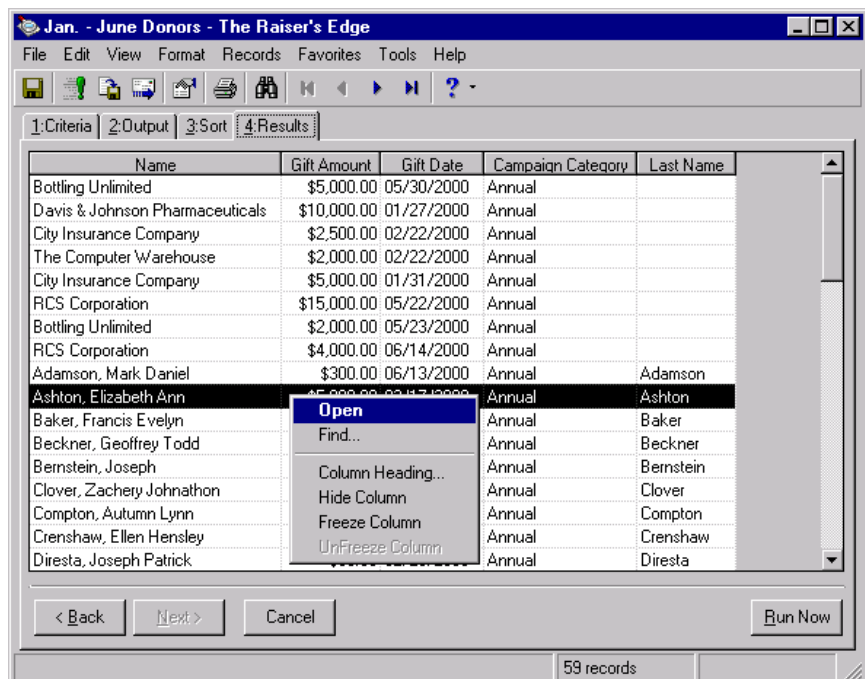 Jan. - June Donors - The Raiser's Edge
File Edit View Format Records Favorites Tools Help
1:Criteria 2:Output 3:Sort 4:Results
Name Gift Amount Gift Date Campaign Category Last Name
Bottling Unlimited $5,000.00 05/30/2000 Annual
Davis & Johnson Pharmaceuticals $10,000.00 01/27/2000 Annual
City Insurance Company $2,500.00 02/22/2000 Annual
The Computer Warehouse $2,000.00 02/22/2000 Annual
City Insurance Company $5,000.00 01/31/2000 Annual
RCS Corporation $15,000.00 05/22/2000 Annual
Bottling Unlimited $2,000.00 05/23/2000 Annual
RCS Corporation $4,000.00 06/14/2000 Annual
Adamson, Mark Daniel $300.00 06/13/2000 Annual Adamson
Ashton, Elizabeth Ann Annual Ashton
Open
Baker, Francis Evelyn Annual Baker
Find...
Beckner, Geoffrey Todd Annual Beckner
Bernstein, Joseph Annual Bernstein
Column Heading...
Clover, Zachery Johnathon Annual Clover
Hide Column
Compton, Autumn Lynn Annual Compton
Freeze Column
Crenshaw, Ellen Hensley Annual Crenshaw
UnFreeze Column
Diresta, Joseph Patrick Annual Diresta
< Back Next > Cancel Run Now
59 records